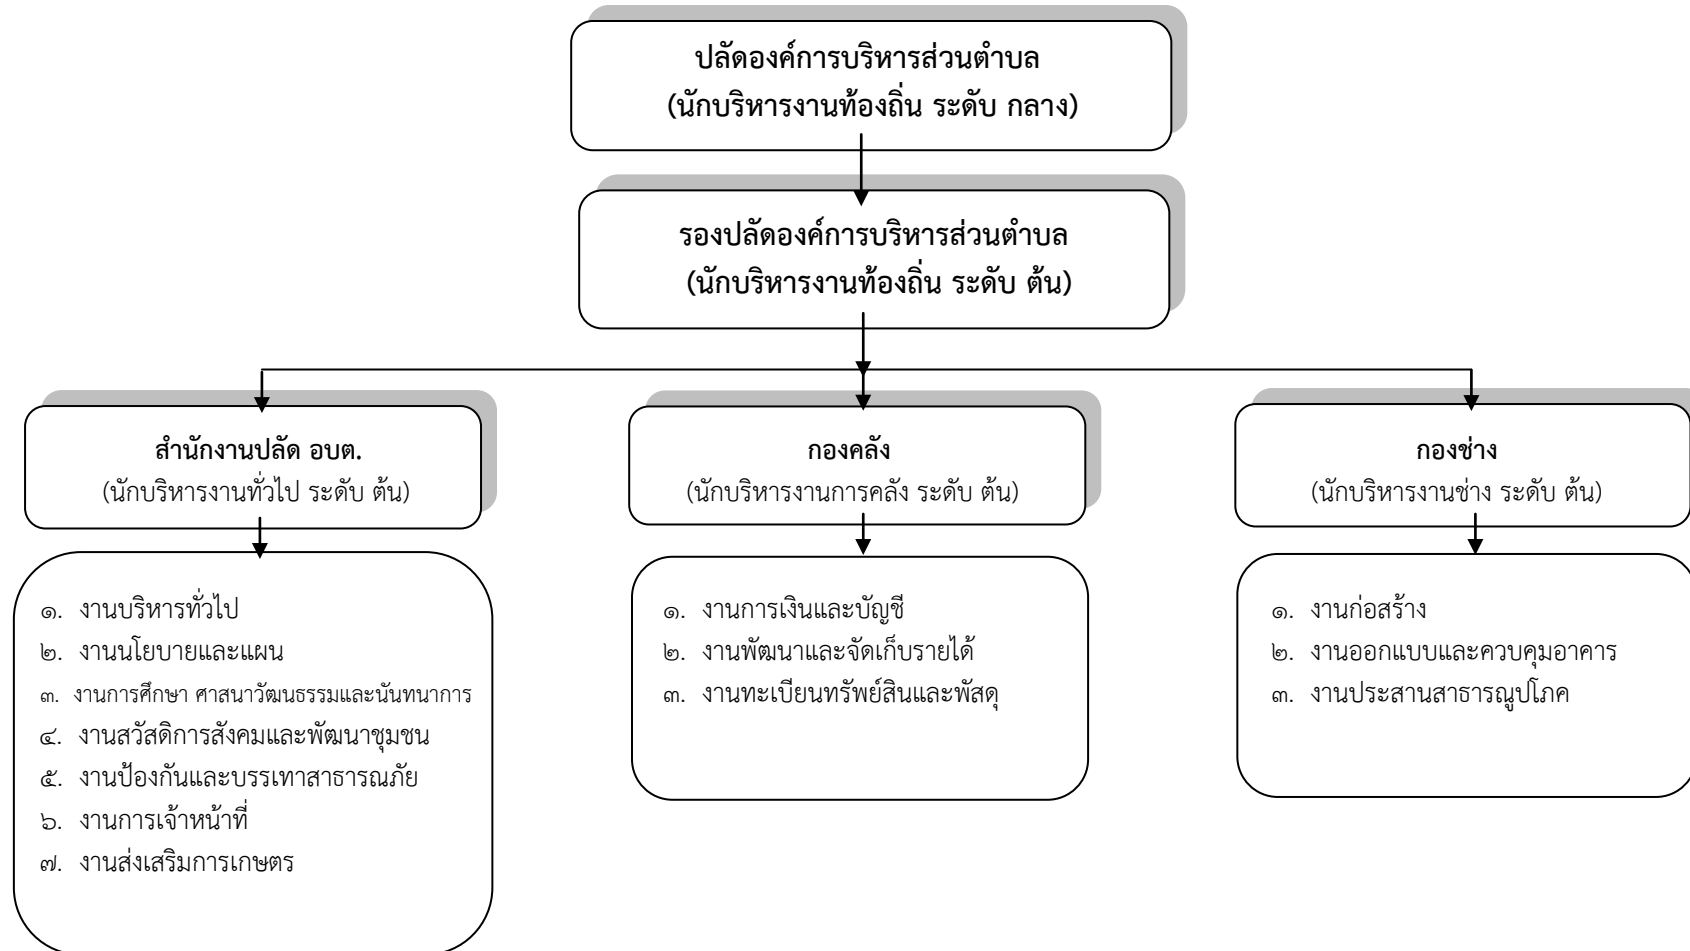 ปลัดองค์การบริหารส่วนตำบล
(นักบริหารงานท้องถิ่น ระดับ กลาง)
รองปลัดองค์การบริหารส่วนตำบล
(นักบริหารงานท้องถิ่น ระดับ ต้น)
สำนักงานปลัด อบต.
(นักบริหารงานทั่วไป ระดับ ต้น)
๑. งานบริหารทั่วไป
๒. งานนโยบายและแผน
๓. งานการศึกษา ศาสนาวัฒนธรรมและนันทนาการ
๔. งานสวัสดิการสังคมและพัฒนาชุมชน
๕. งานป้องกันและบรรเทาสาธารณภัย
๖. งานการเจ้าหน้าที่
๗. งานส่งเสริมการเกษตร
กองคลัง
(นักบริหารงานการคลัง ระดับ ต้น)
๑. งานการเงินและบัญชี
๒. งานพัฒนาและจัดเก็บรายได้
๓. งานทะเบียนทรัพย์สินและพัสดุ
กองช่าง
(นักบริหารงานช่าง ระดับ ต้น)
๑. งานก่อสร้าง
๒. งานออกแบบและควบคุมอาคาร
๓. งานประสานสาธารณูปโภค